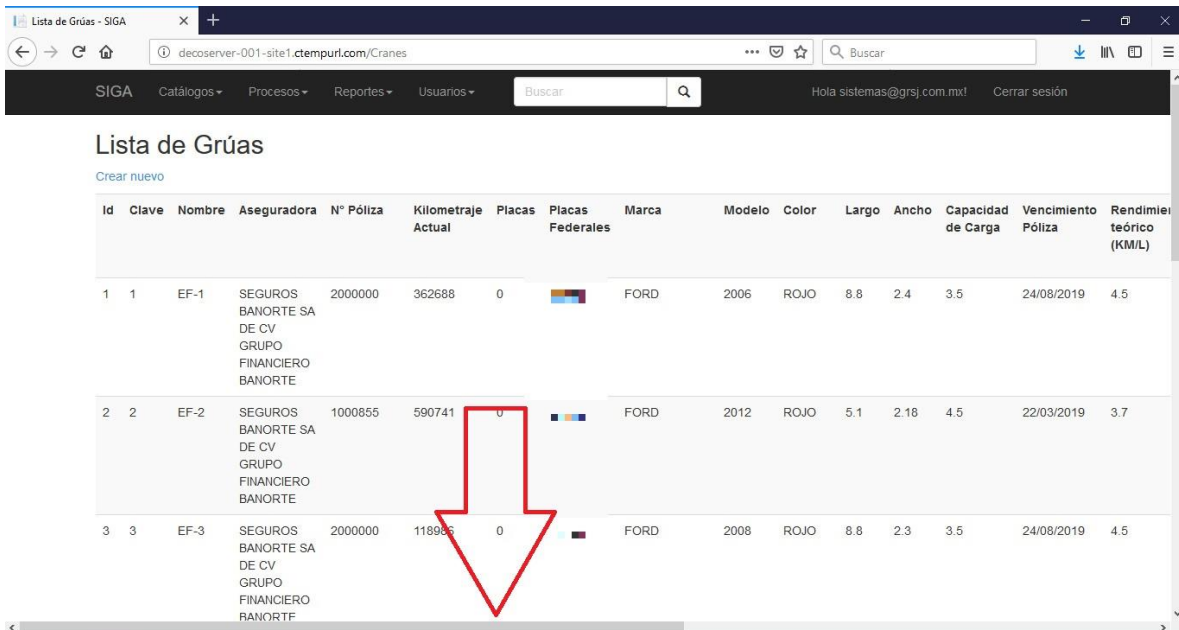 Lista de Grúas - SIGA
decoserver-001-site1.ctempurl.com/Cranes
Buscar
SIGA Catálogos Procesos Reportes Usuarios Buscar Hola sistemas@grsj.com.mx! Cerrar sesión
Lista de Grúas
Crear nuevo
Id Clave Nombre Aseguradora N° Póliza Kilometraje Placas Placas Marca Modelo Color Largo Ancho Capacidad Vencimiento Rendimie
Actual Federales de Carga Póliza teórico
(KM/L)
1 1 EF-1 SEGUROS 2000000 362688 0 FORD 2006 ROJO 8.8 2.4 3.5 24/08/2019 4.5
BANORTE SA
DE CV
GRUPO
FINANCIERO
BANORTE
2 2 EF-2 SEGUROS 1000855 590741 0 FORD 2012 ROJO 5.1 2.18 4.5 22/03/2019 3.7
BANORTE SA
DE CV
GRUPO
FINANCIERO
BANORTE
3 3 EF-3 SEGUROS 2000000 118986 0 FORD 2008 ROJO 8.8 2.3 3.5 24/08/2019 4.5
BANORTE SA
DE CV
GRUPO
FINANCIERO
BANORTE